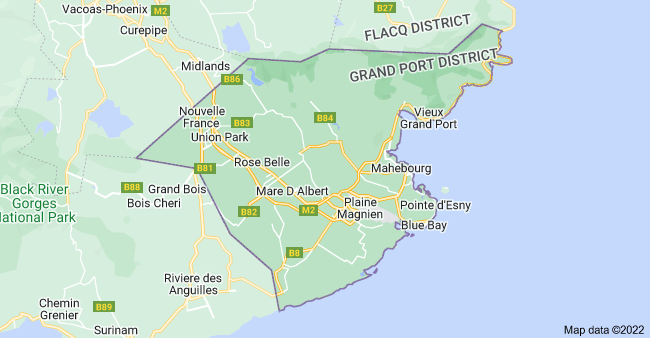 Vacoas-Phoenix
M2
B27
FLACQ DISTRICT
Curepipe
GRAND PORT DISTRICT
Midlands
B86
Nouvelle
France
B83
B84
Vieux
Grand Port
Union Park
Rose Belle
B81
Mahebourg
Black River
Gorges
National Park
B88
Grand Bois
Bois Cheri
Mare D Albert
Plaine
Magnien
Pointe d'Esny
B82
M2
Blue Bay
B8
Riviere des
Anguilles
Chemin
Grenier
B89
Surinam
Map data ©2022